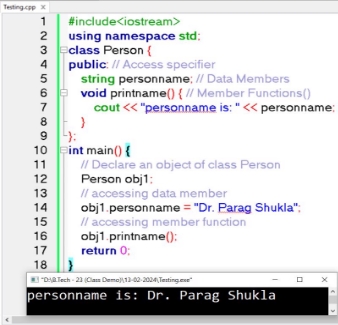 Testing.cpp X
1 #include<iostream>
2 using namespace std;
3 class Person {
4 public: // Access specifier
5 string personname; // Data Members
6 void printname() { // Member Functions()
7 cout << "personname is: " << personname;
8 }
9 };
10 int main() {
11 // Declare an object of class Person
12 Person obj1;
13 // accessing data member
14 obj1.personname = "Dr. Parag Shukla";
15 // accessing member function
16 obj1.printname();
17 return 0;
18 }
"D:\B.Tech - 23 (Class Demo)\13-02-2024\Testing.exe"
personname is: Dr. Parag Shukla